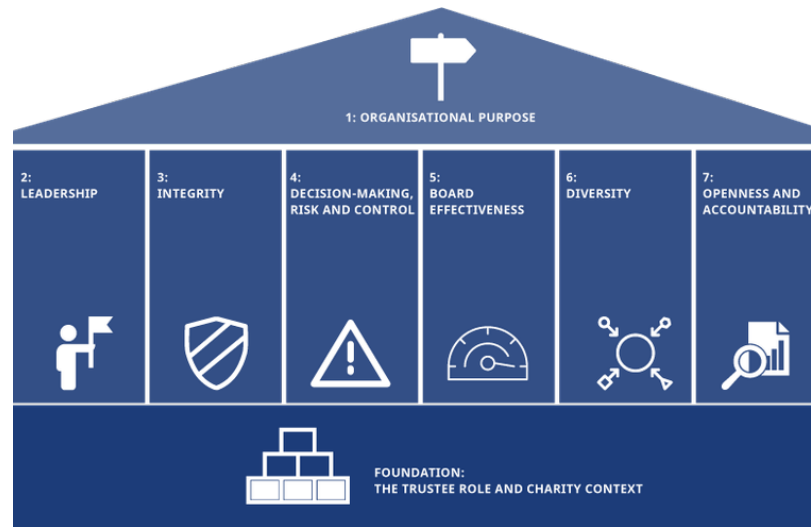 1: ORGANISATIONAL PURPOSE
2:
LEADERSHIP
3:
INTEGRITY
4:
DECISION-MAKING,
RISK AND CONTROL
5:
BOARD
EFFECTIVENESS
6:
DIVERSITY
7:
OPENNESS AND
ACCOUNTABILITY
FOUNDATION:
THE TRUSTEE ROLE AND CHARITY CONTEXT